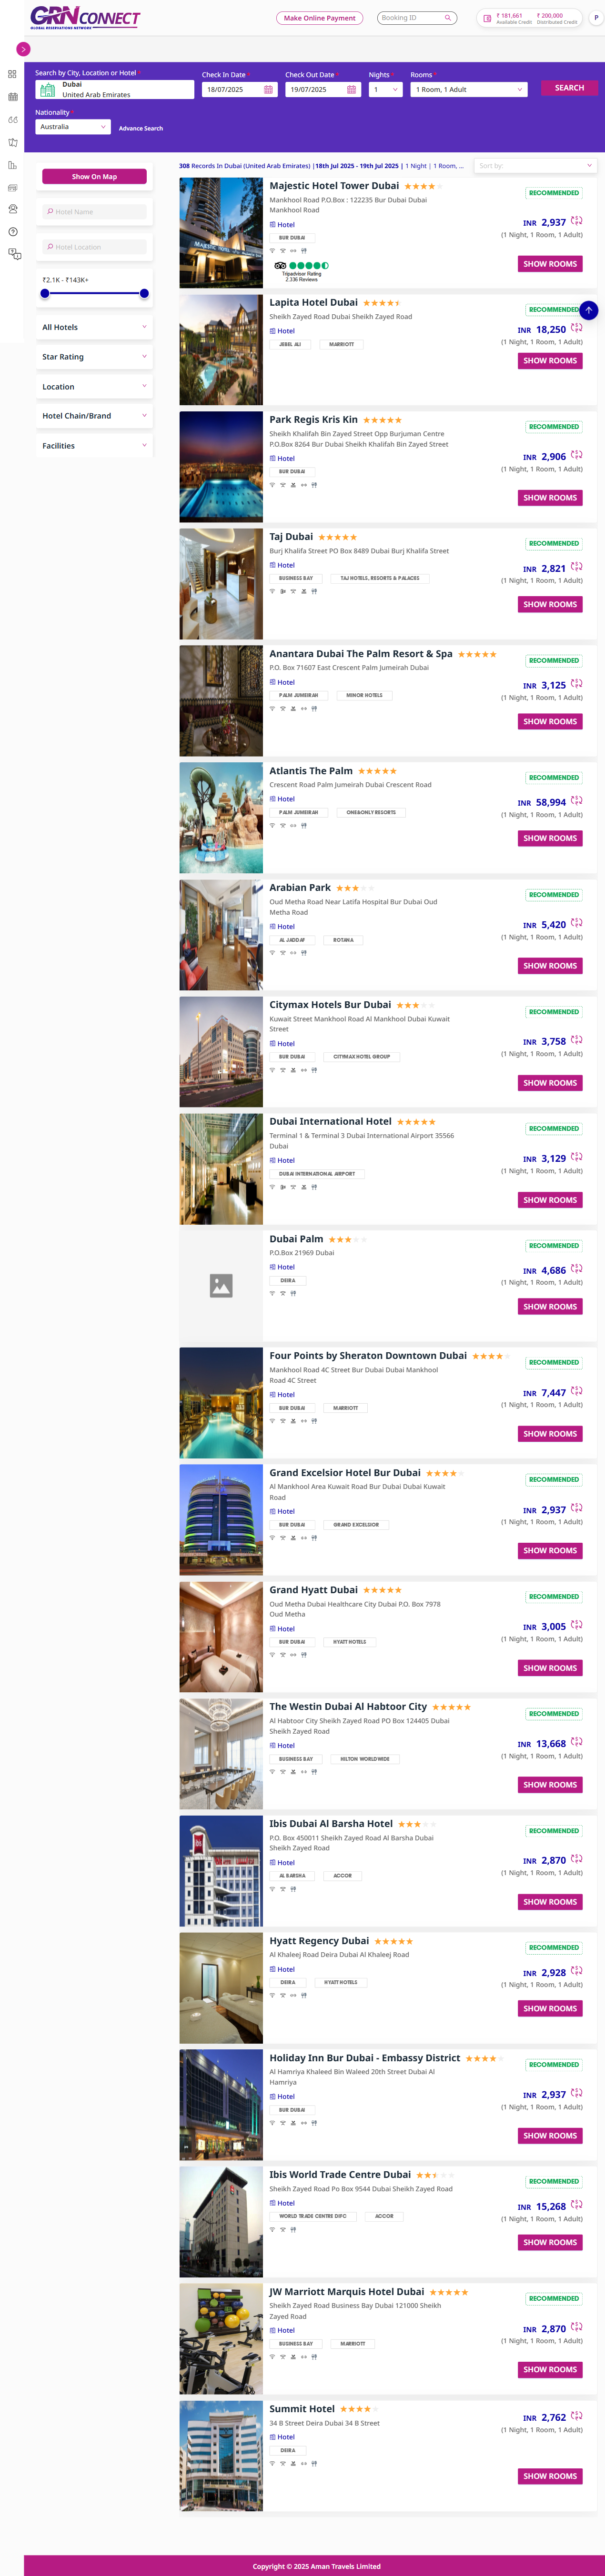 GRNCONNECT
GLOBAL RESERVATIONS NETWORK
Make Online Payment
Booking ID
₹ 181,661
Available Credit
₹ 200,000
Distributed Credit
P
Search by City, Location or Hotel *
Dubai
United Arab Emirates
Check In Date *
18/07/2025
Check Out Date *
19/07/2025
Nights *
1
Rooms *
1 Room, 1 Adult
SEARCH
Nationality *
Australia
Advance Search
Show On Map
Hotel Name
Hotel Location
₹2.1K - ₹143K+
All Hotels
Star Rating
Location
Hotel Chain/Brand
Facilities
308 Records In Dubai (United Arab Emirates) |18th Jul 2025 - 19th Jul 2025 | 1 Night | 1 Room, ...
Sort by:
Majestic Hotel Tower Dubai
Mankhool Road P.O.Box : 122235 Bur Dubai Dubai
Mankhool Road
Hotel
BUR DUBAI
Tripadvisor Rating
2,336 Reviews
RECOMMENDED
INR 2,937
(1 Night, 1 Room, 1 Adult)
SHOW ROOMS
Lapita Hotel Dubai
Sheikh Zayed Road Dubai Sheikh Zayed Road
Hotel
JEBEL ALI
MARRIOTT
RECOMMENDED
INR 18,250
(1 Night, 1 Room, 1 Adult)
SHOW ROOMS
Park Regis Kris Kin
Sheikh Khalifah Bin Zayed Street Opp Burjuman Centre
P.O.Box 8264 Bur Dubai Sheikh Khalifah Bin Zayed Street
Hotel
BUR DUBAI
RECOMMENDED
INR 2,906
(1 Night, 1 Room, 1 Adult)
SHOW ROOMS
Taj Dubai
Burj Khalifa Street PO Box 8489 Dubai Burj Khalifa Street
Hotel
BUSINESS BAY
TAJ HOTELS, RESORTS & PALACES
RECOMMENDED
INR 2,821
(1 Night, 1 Room, 1 Adult)
SHOW ROOMS
Anantara Dubai The Palm Resort & Spa
P.O. Box 71607 East Crescent Palm Jumeirah Dubai
Hotel
PALM JUMEIRAH
MINOR HOTELS
RECOMMENDED
INR 3,125
(1 Night, 1 Room, 1 Adult)
SHOW ROOMS
Atlantis The Palm
Crescent Road Palm Jumeirah Dubai Crescent Road
Hotel
PALM JUMEIRAH
ONE&ONLY RESORTS
RECOMMENDED
INR 58,994
(1 Night, 1 Room, 1 Adult)
SHOW ROOMS
Arabian Park
Oud Metha Road Near Latifa Hospital Bur Dubai Oud
Metha Road
Hotel
AL JADDAF
ROTANA
RECOMMENDED
INR 5,420
(1 Night, 1 Room, 1 Adult)
SHOW ROOMS
Citymax Hotels Bur Dubai
Kuwait Street Mankhool Road Al Mankhool Dubai Kuwait
Street
Hotel
BUR DUBAI
CITYMAX HOTEL GROUP
RECOMMENDED
INR 3,758
(1 Night, 1 Room, 1 Adult)
SHOW ROOMS
Dubai International Hotel
Terminal 1 & Terminal 3 Dubai International Airport 35566
Dubai
Hotel
DUBAI INTERNATIONAL AIRPORT
RECOMMENDED
INR 3,129
(1 Night, 1 Room, 1 Adult)
SHOW ROOMS
Dubai Palm
P.O.Box 21969 Dubai
Hotel
DEIRA
RECOMMENDED
INR 4,686
(1 Night, 1 Room, 1 Adult)
SHOW ROOMS
Four Points by Sheraton Downtown Dubai
Mankhool Road 4C Street Bur Dubai Dubai Mankhool
Road 4C Street
Hotel
BUR DUBAI
MARRIOTT
RECOMMENDED
INR 7,447
(1 Night, 1 Room, 1 Adult)
SHOW ROOMS
Grand Excelsior Hotel Bur Dubai
Al Mankhool Area Kuwait Road Bur Dubai Dubai Kuwait
Road
Hotel
BUR DUBAI
GRAND EXCELSIOR
RECOMMENDED
INR 2,937
(1 Night, 1 Room, 1 Adult)
SHOW ROOMS
Grand Hyatt Dubai
Oud Metha Dubai Healthcare City Dubai P.O. Box 7978
Oud Metha
Hotel
BUR DUBAI
HYATT HOTELS
RECOMMENDED
INR 3,005
(1 Night, 1 Room, 1 Adult)
SHOW ROOMS
The Westin Dubai Al Habtoor City
Al Habtoor City Sheikh Zayed Road PO Box 124405 Dubai
Sheikh Zayed Road
Hotel
BUSINESS BAY
HILTON WORLDWIDE
RECOMMENDED
INR 13,668
(1 Night, 1 Room, 1 Adult)
SHOW ROOMS
Ibis Dubai Al Barsha Hotel
P.O. Box 450011 Sheikh Zayed Road Al Barsha Dubai
Sheikh Zayed Road
Hotel
AL BARSHA
ACCOR
RECOMMENDED
INR 2,870
(1 Night, 1 Room, 1 Adult)
SHOW ROOMS
Hyatt Regency Dubai
Al Khaleej Road Deira Dubai Al Khaleej Road
Hotel
DEIRA
HYATT HOTELS
RECOMMENDED
INR 2,928
(1 Night, 1 Room, 1 Adult)
SHOW ROOMS
Holiday Inn Bur Dubai - Embassy District
Al Hamriya Khaleed Bin Waleed 20th Street Dubai Al
Hamriya
Hotel
BUR DUBAI
RECOMMENDED
INR 2,937
(1 Night, 1 Room, 1 Adult)
SHOW ROOMS
Ibis World Trade Centre Dubai
Sheikh Zayed Road Po Box 9544 Dubai Sheikh Zayed Road
Hotel
WORLD TRADE CENTRE DIFC
ACCOR
RECOMMENDED
INR 15,268
(1 Night, 1 Room, 1 Adult)
SHOW ROOMS
JW Marriott Marquis Hotel Dubai
Sheikh Zayed Road Business Bay Dubai 121000 Sheikh
Zayed Road
Hotel
BUSINESS BAY
MARRIOTT
RECOMMENDED
INR 2,870
(1 Night, 1 Room, 1 Adult)
SHOW ROOMS
Summit Hotel
34 B Street Deira Dubai 34 B Street
Hotel
DEIRA
INR 2,762
(1 Night, 1 Room, 1 Adult)
SHOW ROOMS
Copyright © 2025 Aman Travels Limited